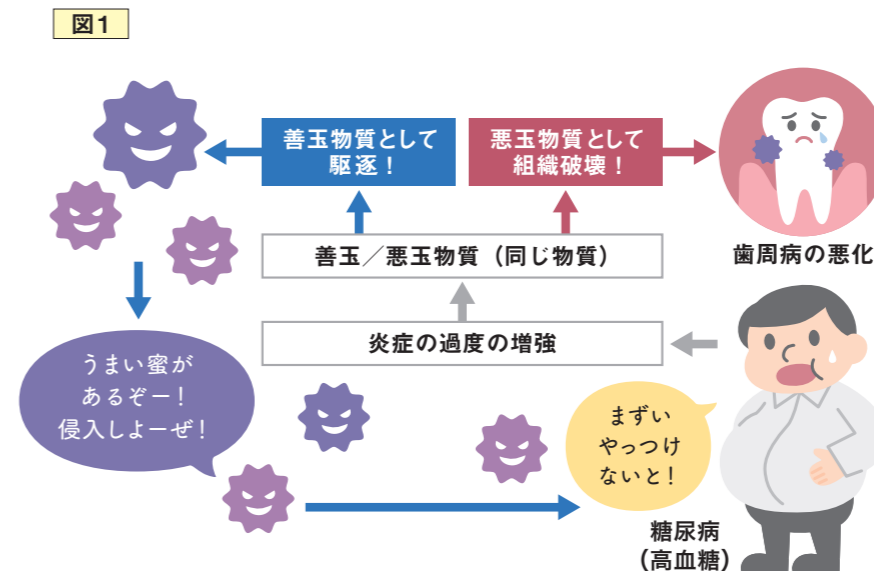 図1
善玉物質として
駆逐！
悪玉物質として
組織破壊！
善玉／悪玉物質（同じ物質）
歯周病の悪化
炎症の過度の増強
うまい蜜が
あるぞー！
侵入しよーぜ！
まずい
やっつけ
ないと！
糖尿病
（高血糖）